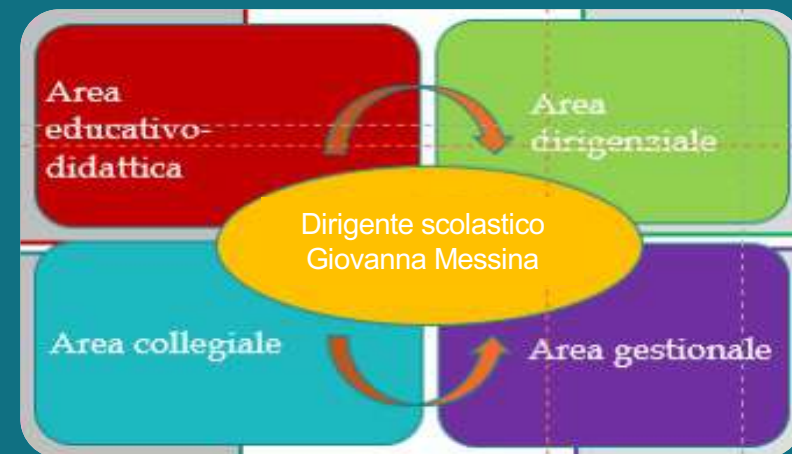 Area
educativo-
didattica
Area
dirigenziale
Dirigente scolastico
Giovanna Messina
Area collegiale
Area gestionale